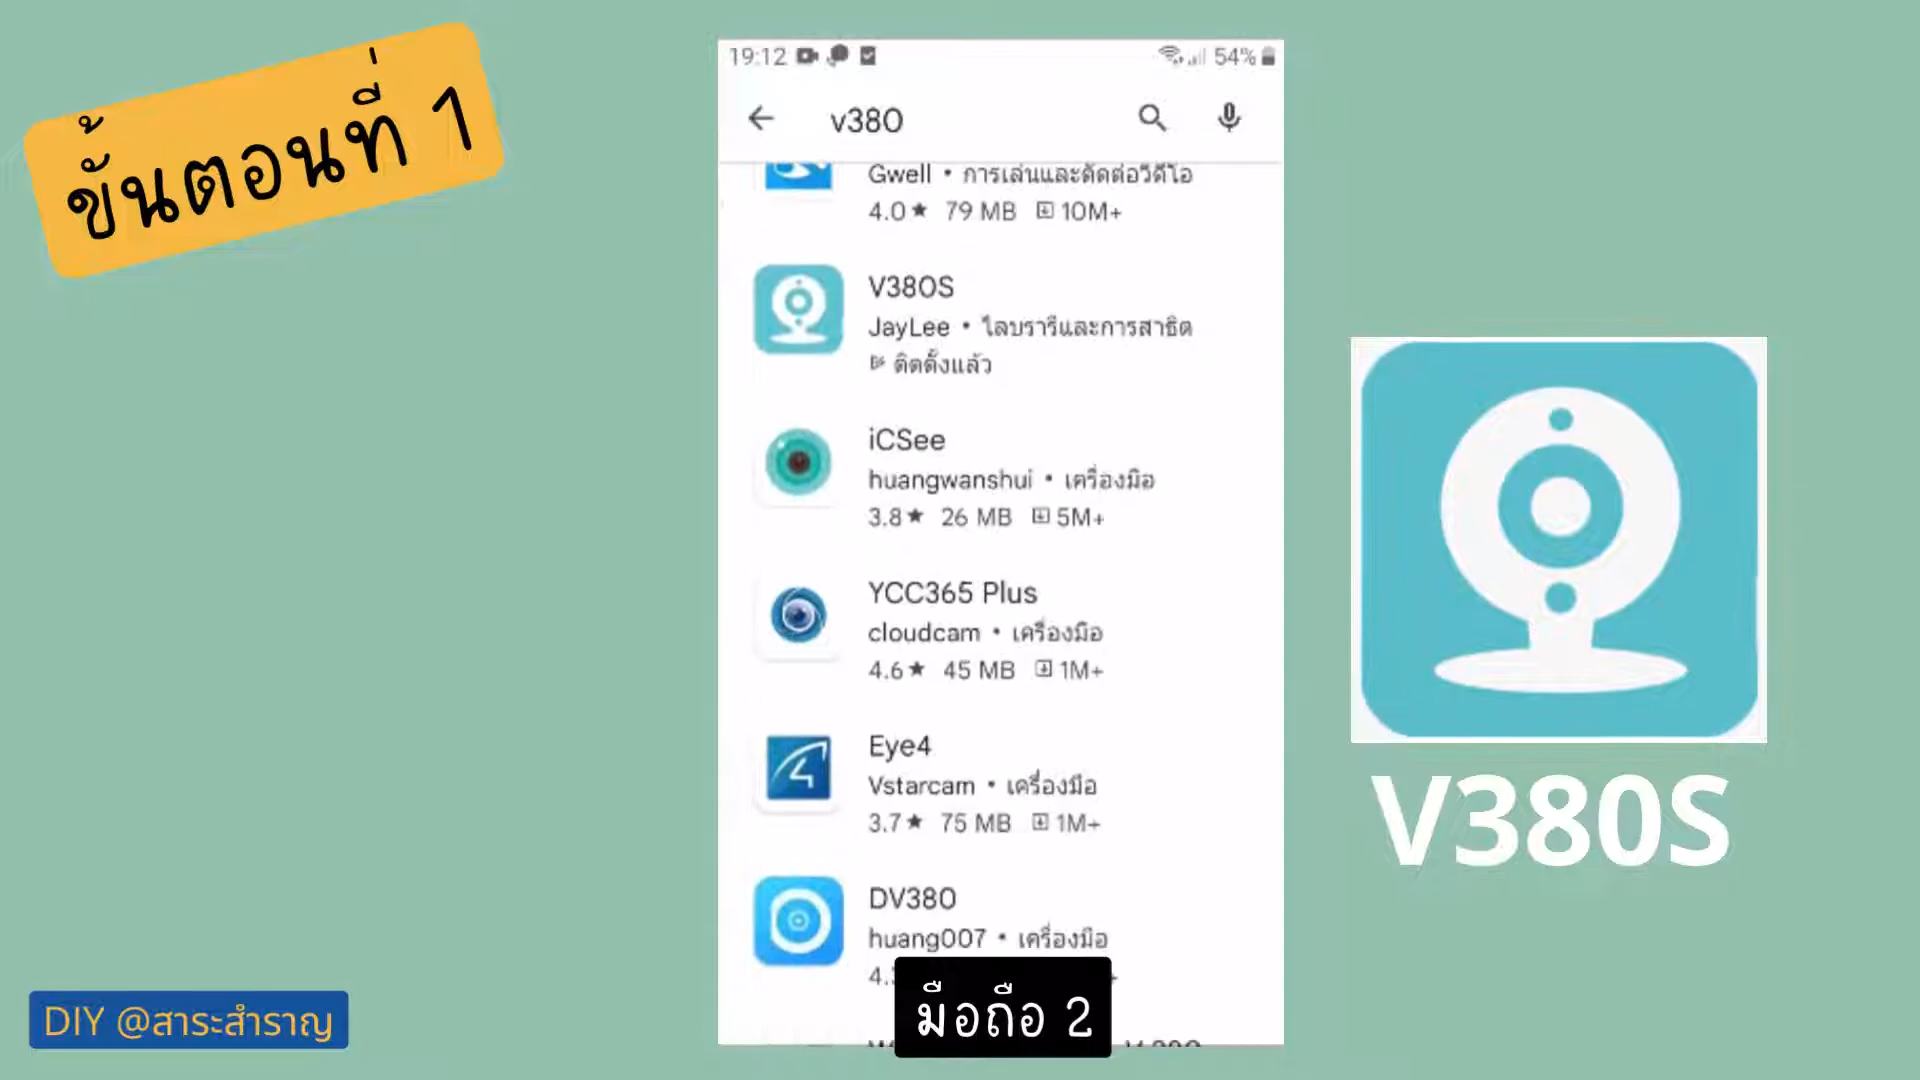 ขั้นตอนที่ 1
19:12 54%
v380
Gwell • การเล่นและตัดต่อวิดีโอ
4.0★ 79 MB 10M+
V380S
JayLee • ไลบรารีและการสาธิต
ติดตั้งแล้ว
iCSee
huangwanshui • เครื่องมือ
3.8★ 26 MB 5M+
YCC365 Plus
cloudcam • เครื่องมือ
4.6★ 45 MB 1M+
Eye4
Vstarcam • เครื่องมือ
3.7★ 75 MB 1M+
DV380
huang007 • เครื่องมือ
มือถือ 2
V380S
DIY @สาระสำราญ